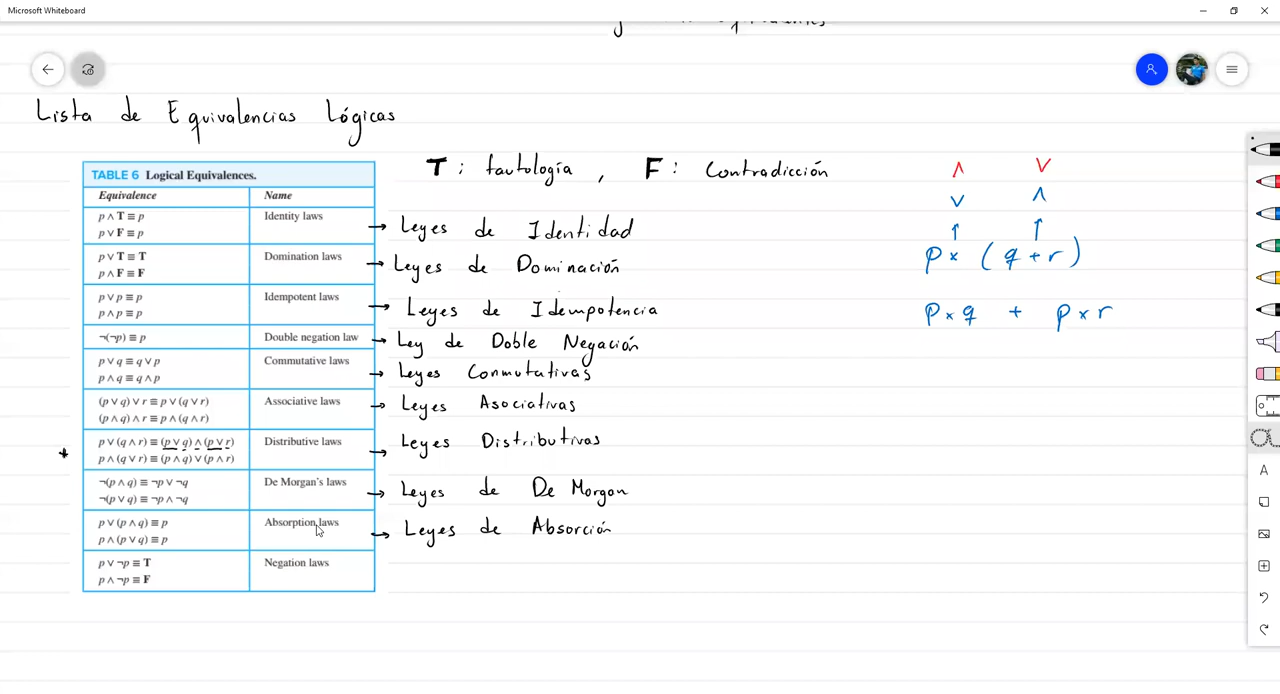 Microsoft Whiteboard
Lista de Equivalencias Lógicas
T : tautología , F : Contradicción
TABLE 6 Logical Equivalences.
Equivalence Name
p ∧ T ≡ p
p ∨ F ≡ p
Identity laws
→ Leyes de Identidad
p ∨ T ≡ T
p ∧ F ≡ F
Domination laws
→ Leyes de Dominación
p ∨ p ≡ p
p ∧ p ≡ p
Idempotent laws
→ Leyes de Idempotencia
¬(¬p) ≡ p
Double negation law
→ Ley de Doble Negación
p ∨ q ≡ q ∨ p
p ∧ q ≡ q ∧ p
Commutative laws
→ Leyes Conmutativas
(p ∨ q) ∨ r ≡ p ∨ (q ∨ r)
(p ∧ q) ∧ r ≡ p ∧ (q ∧ r)
Associative laws
→ Leyes Asociativas
p ∨ (q ∧ r) ≡ (p ∨ q) ∧ (p ∨ r)
p ∧ (q ∨ r) ≡ (p ∧ q) ∨ (p ∧ r)
Distributive laws
→ Leyes Distributivas
¬(p ∧ q) ≡ ¬p ∨ ¬q
¬(p ∨ q) ≡ ¬p ∧ ¬q
De Morgan's laws
→ Leyes de De Morgan
p ∨ (p ∧ q) ≡ p
p ∧ (p ∨ q) ≡ p
Absorption laws
→ Leyes de Absorción
p ∨ ¬p ≡ T
p ∧ ¬p ≡ F
Negation laws
∧ ∨
∨ ∧
↑ ↑
p × (q + r)
p × q + p × r